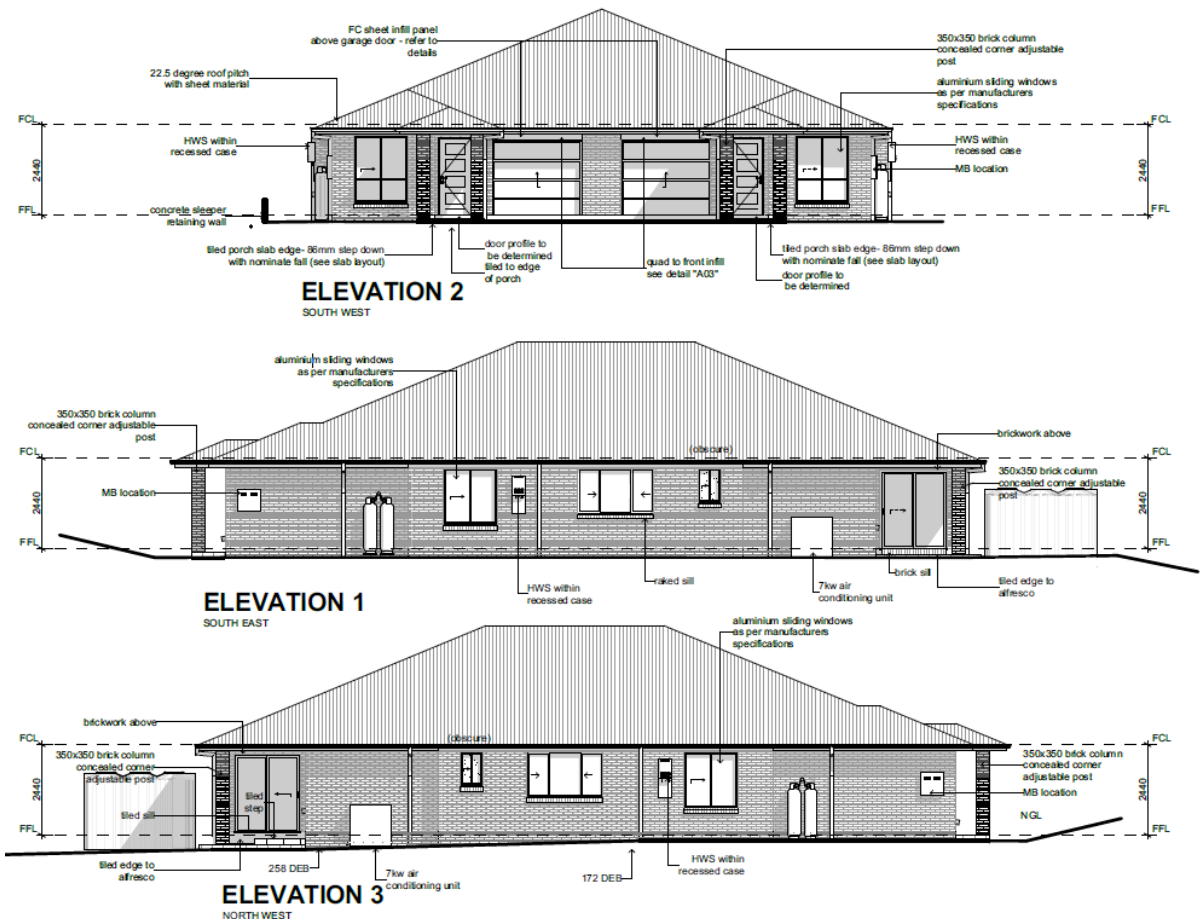 FC sheet infill panel
above garage door - refer to
details
350x350 brick column
concealed corner adjustable
post
22.5 degree roof pitch
with sheet material
aluminium sliding windows
as per manufacturers
specifications
FCL
FCL
HWS within
recessed case
HWS within
recessed case
MB location
2440
2440
FFL
FFL
concrete sleeper
retaining wall
tiled porch slab edge- 86mm step down
with nominate fall (see slab layout)
door profile to
be determined
tiled to edge
of porch
quad to front infill
see detail "A03"
tiled porch slab edge- 86mm step down
with nominate fall (see slab layout)
door profile to
be determined
ELEVATION 2
SOUTH WEST
aluminium sliding windows
as per manufacturers
specifications
350x350 brick column
concealed corner adjustable
post
(obscure)
brickwork above
FCL
FCL
MB location
350x350 brick column
concealed corner adjustable
post
2440
2440
FFL
FFL
HWS within
recessed case
raked sill
7kw air
conditioning unit
brick sill
tiled edge to
alfresco
ELEVATION 1
SOUTH EAST
aluminium sliding windows
as per manufacturers
specifications
brickwork above
(obscure)
FCL
FCL
350x350 brick column
concealed corner
adjustable post
350x350 brick column
concealed corner
adjustable post
MB location
2440
2440
tiled
step
tiled sill
NGL
FFL
FFL
tiled edge to
alfresco
258 DEB
7kw air
conditioning unit
172 DEB
HWS within
recessed case
ELEVATION 3
NORTH WEST